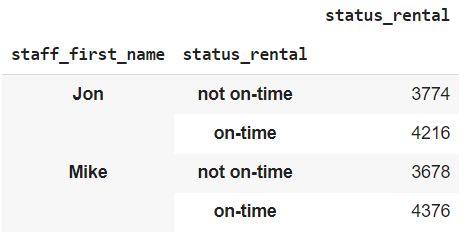 status_rental
staff_first_name status_rental
Jon not on-time 3774
on-time 4216
Mike not on-time 3678
on-time 4376